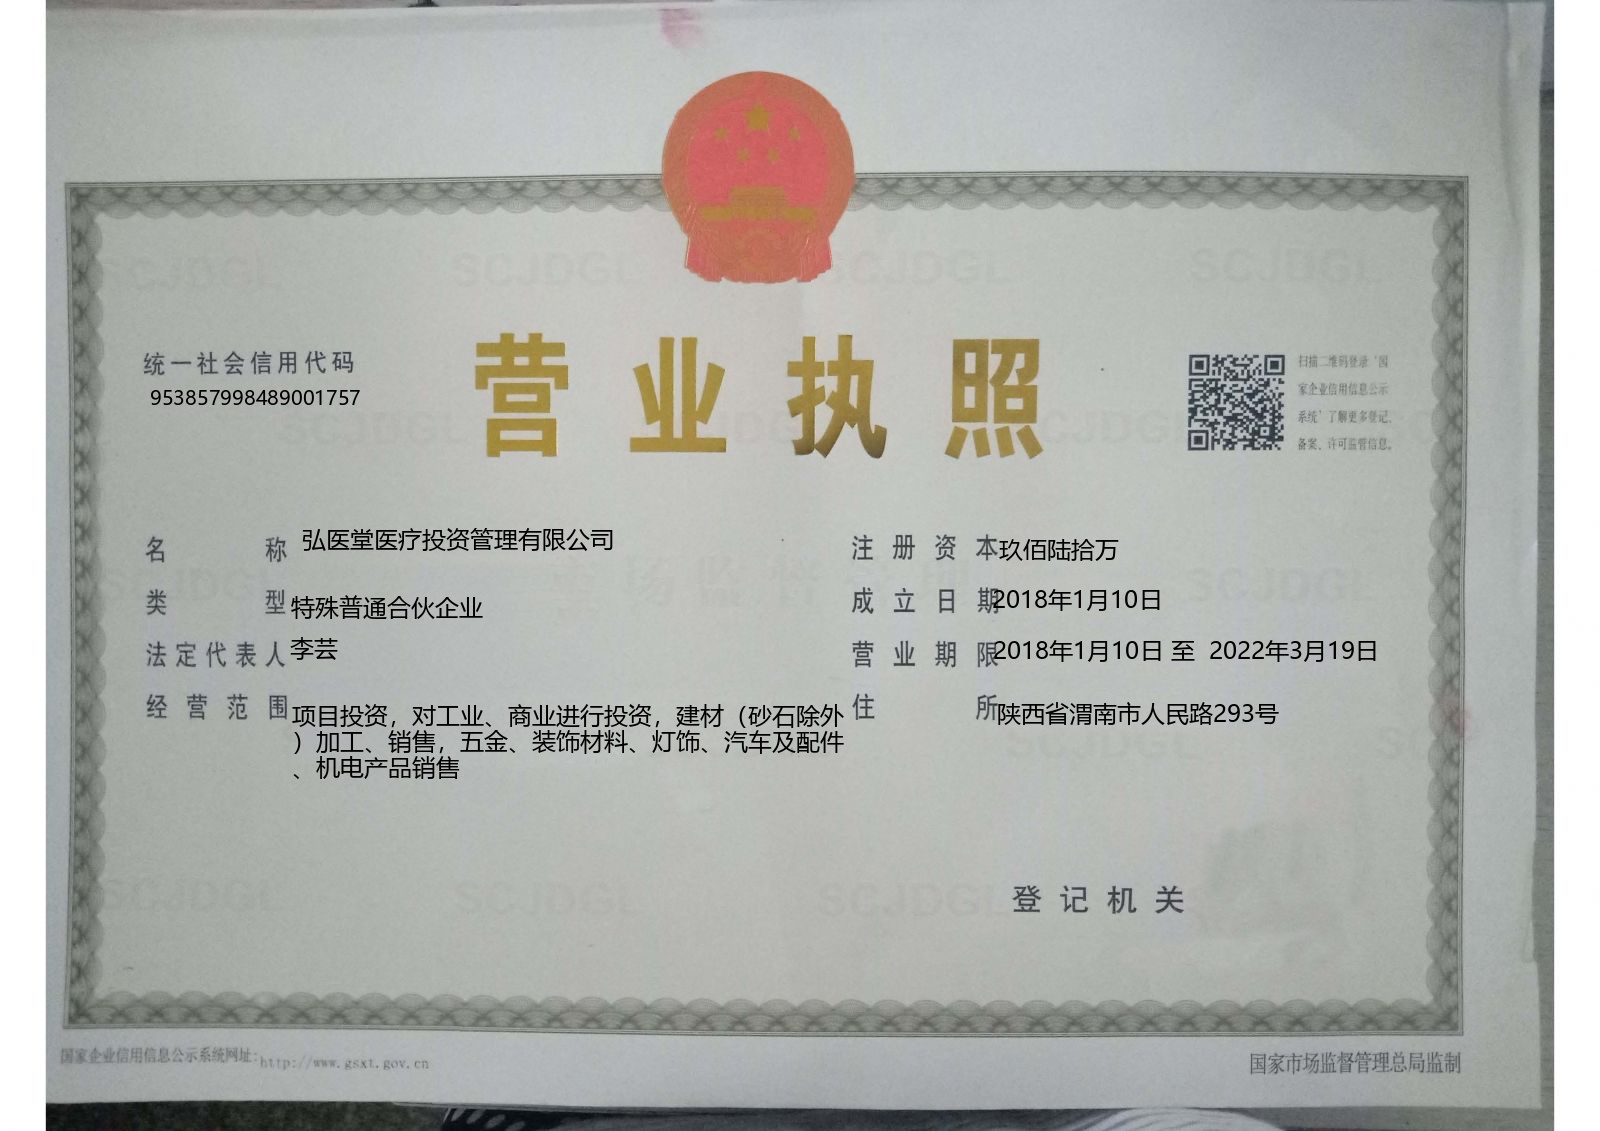 营业执照
统一社会信用代码
953857998489001757
扫描二维码登录‘国
家企业信用信息公示
系统’了解更多登记、
备案、许可监管信息。
名称 弘医堂医疗投资管理有限公司
类型 特殊普通合伙企业
法定代表人 李芸
经营范围 项目投资，对工业、商业进行投资，建材（砂石除外
）加工、销售，五金、装饰材料、灯饰、汽车及配件
、机电产品销售
注册资本 玖佰陆拾万
成立日期 2018年1月10日
营业期限 2018年1月10日 至 2022年3月19日
住所 陕西省渭南市人民路293号
登记机关
国家企业信用信息公示系统网址：http://www.gsxt.gov.cn
国家市场监督管理总局监制
SCJDGL